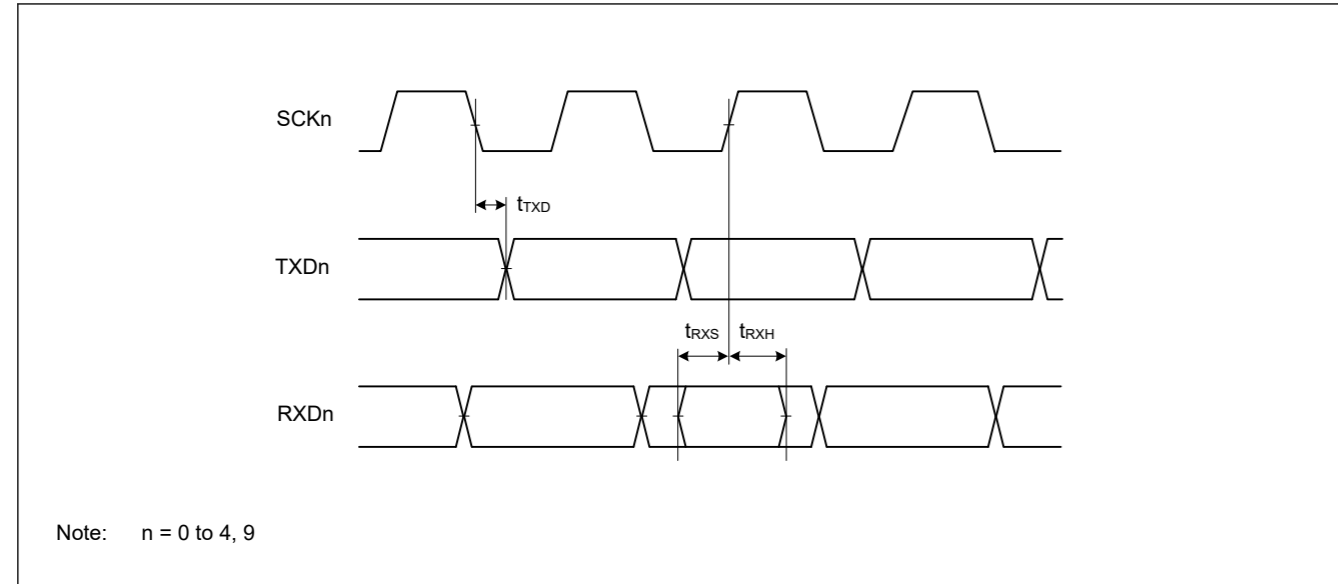 SCKn
tTXD
TXDn
tRXS tRXH
RXDn
Note: n = 0 to 4, 9